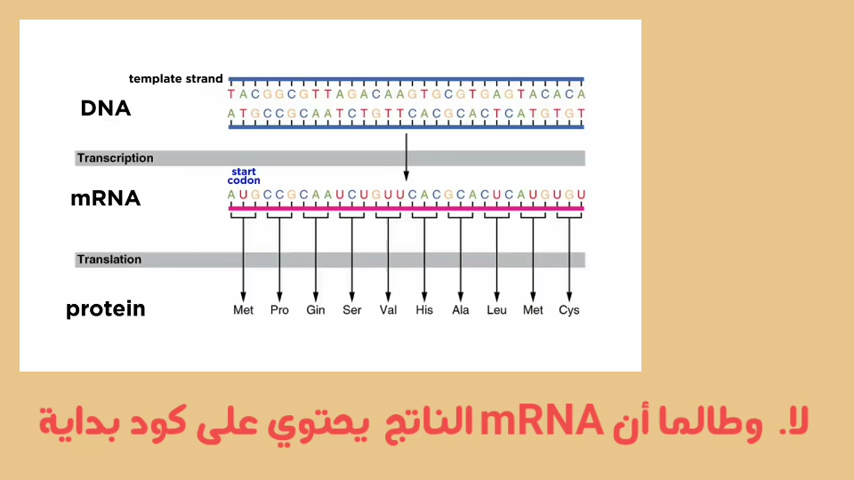 template strand
TACGGCGTTAGACAAGTGCGTGAGTACACA
DNA
ATGCCGCAATCTGTTCACGCACTCATGTGT
Transcription
start
codon
mRNA
AUGCCGCAAUCUGUUCACGCACUCAUGUGU
Translation
protein
Met Pro Gin Ser Val His Ala Leu Met Cys
لا. وطالما أن mRNA الناتج يحتوي على كود بداية